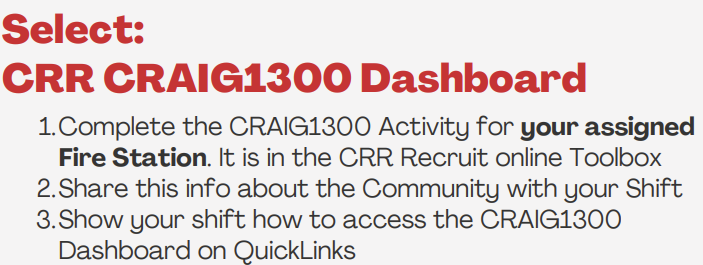 Select:
CRR CRAIG1300 Dashboard
1. Complete the CRAIG1300 Activity for your assigned
Fire Station. It is in the CRR Recruit online Toolbox
2. Share this info about the Community with your Shift
3. Show your shift how to access the CRAIG1300
Dashboard on QuickLinks